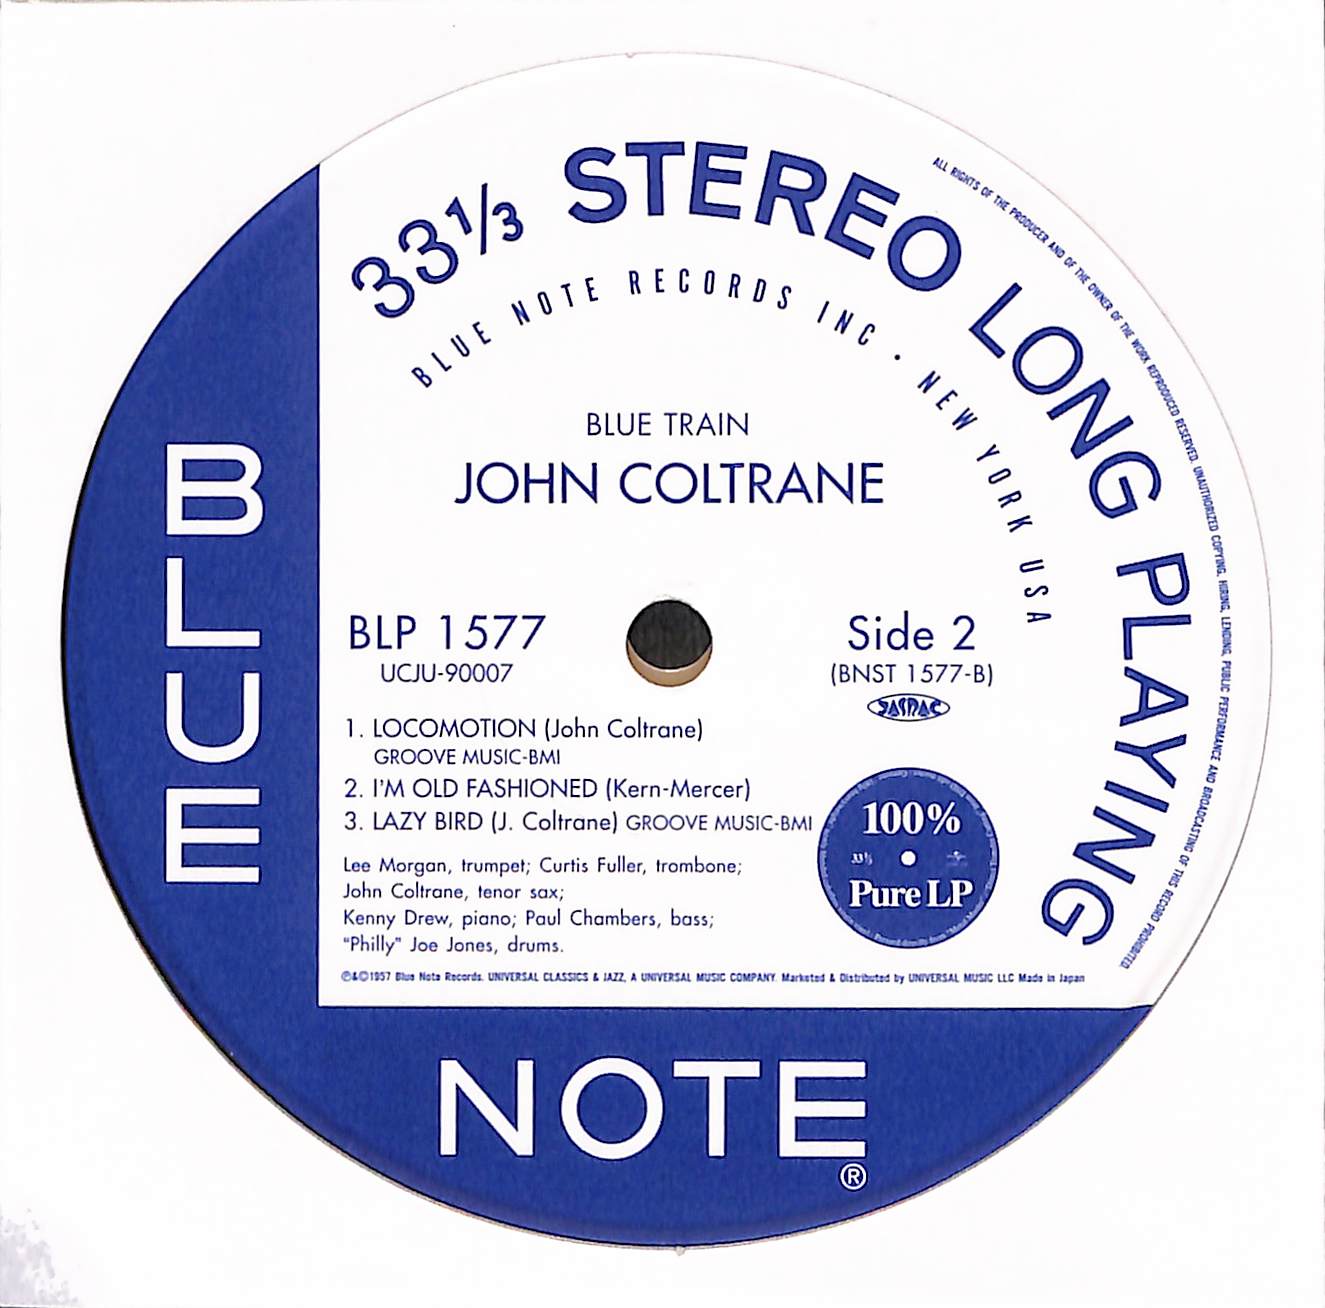 33⅓ STEREO LONG PLAYING
BLUE NOTE RECORDS INC · NEW YORK USA
ALL RIGHTS OF THE PRODUCER AND OF THE OWNER OF THE WORK REPRODUCED RESERVED. UNAUTHORIZED COPYING, HIRING, LENDING, PUBLIC PERFORMANCE AND BROADCASTING OF THIS RECORD PROHIBITED.
BLUE TRAIN
JOHN COLTRANE
BLP 1577
UCJU-90007
Side 2
(BNST 1577-B)
JASRAC
1. LOCOMOTION (John Coltrane)
GROOVE MUSIC-BMI
2. I'M OLD FASHIONED (Kern-Mercer)
3. LAZY BIRD (J. Coltrane) GROOVE MUSIC-BMI
Lee Morgan, trumpet; Curtis Fuller, trombone;
John Coltrane, tenor sax;
Kenny Drew, piano; Paul Chambers, bass;
"Philly" Joe Jones, drums.
100%
33⅓
Pure LP
℗&©1957 Blue Note Records. UNIVERSAL CLASSICS & JAZZ, A UNIVERSAL MUSIC COMPANY. Marketed & Distributed by UNIVERSAL MUSIC LLC Made in Japan
BLUE
NOTE®